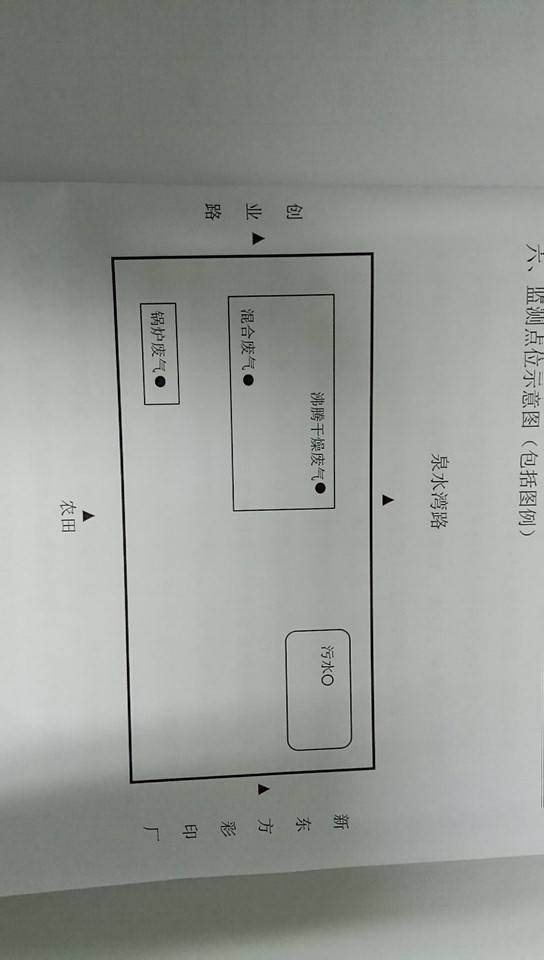 六、监测点位示意图（包括图例）
泉水湾路
创业路
沸腾干燥废气
混合废气
锅炉废气
污水
新东方彩印厂
农田